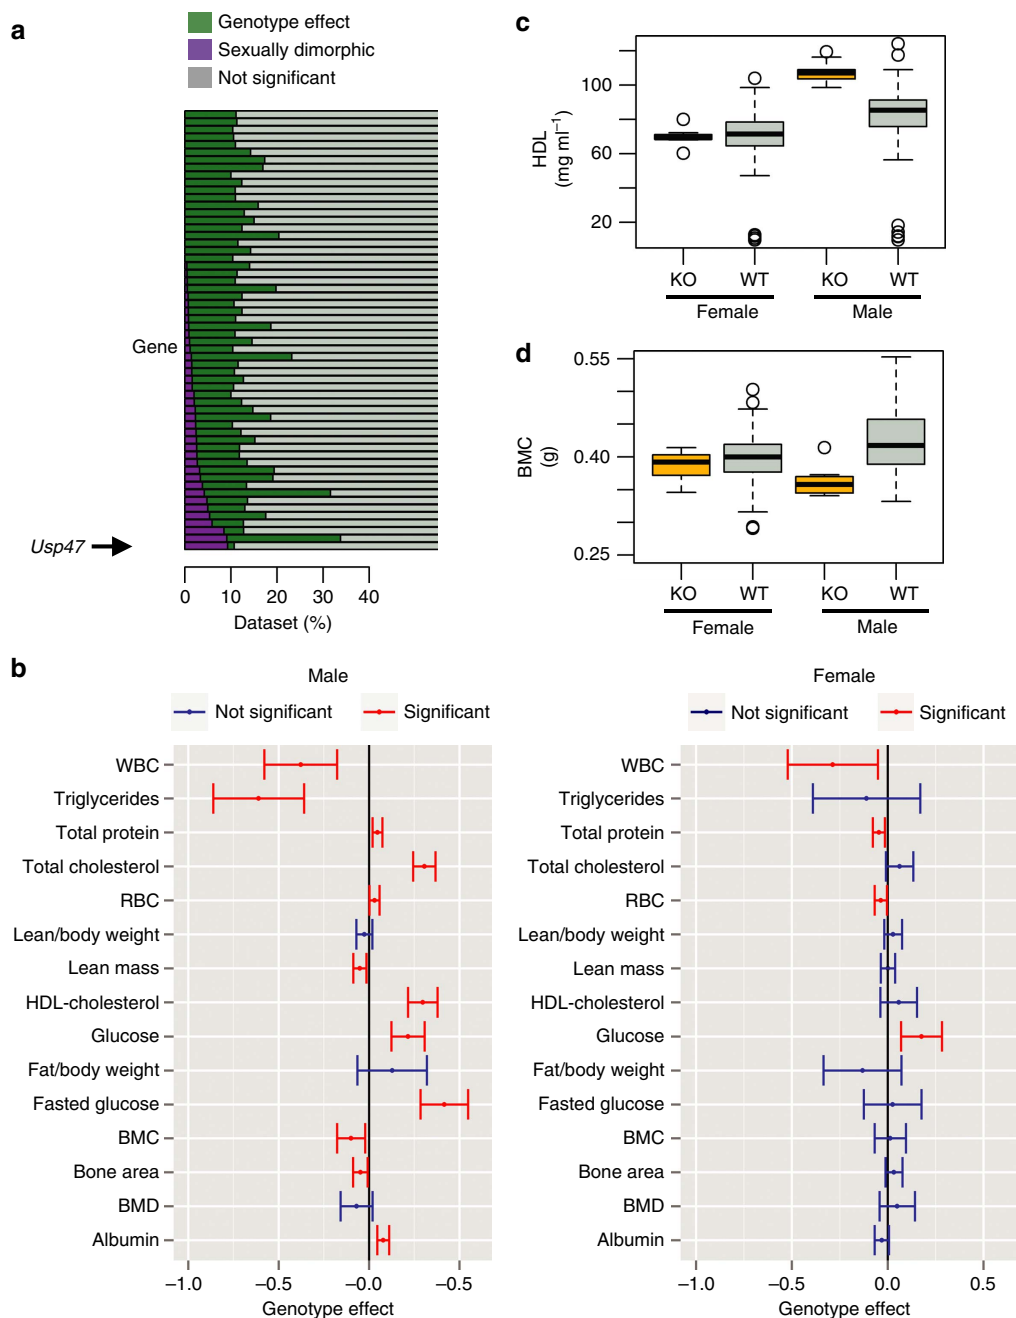 a
Genotype effect
Sexually dimorphic
Not significant
Gene
Usp47
0 10 20 30 40
Dataset (%)
c
HDL
(mg ml⁻¹)
100
60
20
KO WT KO WT
Female Male
d
BMC
(g)
0.55
0.40
0.25
KO WT KO WT
Female Male
b
Male
Not significant Significant
WBC
Triglycerides
Total protein
Total cholesterol
RBC
Lean/body weight
Lean mass
HDL-cholesterol
Glucose
Fat/body weight
Fasted glucose
BMC
Bone area
BMD
Albumin
−1.0 −0.5 −0.0 −0.5
Genotype effect
Female
Not significant Significant
WBC
Triglycerides
Total protein
Total cholesterol
RBC
Lean/body weight
Lean mass
HDL-cholesterol
Glucose
Fat/body weight
Fasted glucose
BMC
Bone area
BMD
Albumin
−1.0 −0.5 0.0 0.5
Genotype effect